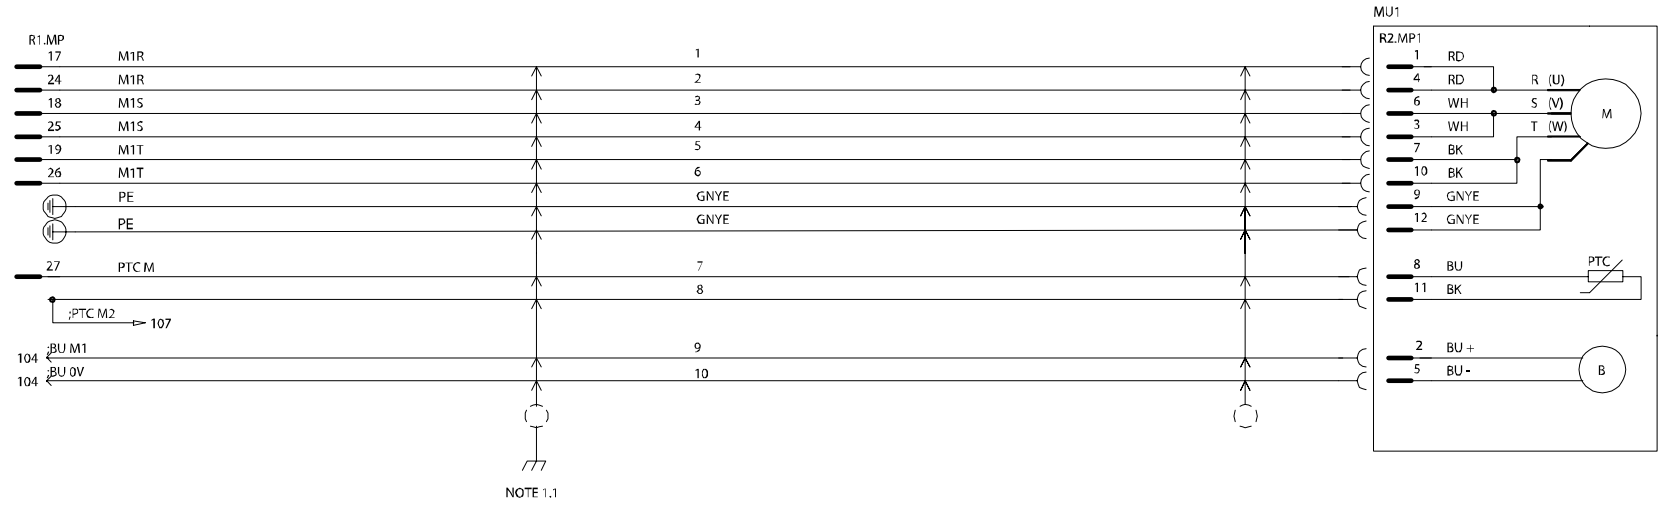 MU1
R1.MP R2.MP1
17 M1R 1 1 RD
24 M1R 2 4 RD R (U)
18 M1S 3 6 WH S (V) M
25 M1S 4 3 WH T (W)
19 M1T 5 7 BK
26 M1T 6 10 BK
PE GNYE 9 GNYE
PE GNYE 12 GNYE
27 PTC M 7 8 BU PTC
8 11 BK
;PTC M2 107
104 ;BU M1 9 2 BU +
104 ;BU 0V 10 5 BU - B
NOTE 1.1